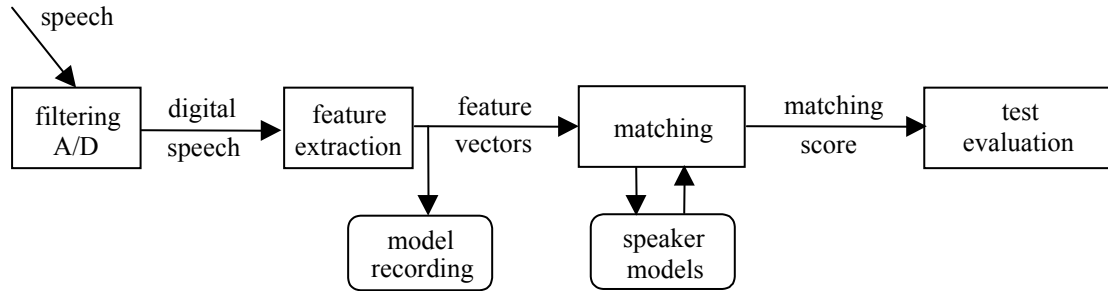 speech
filtering
A/D
digital
speech
feature
extraction
feature
vectors
matching
matching
score
test
evaluation
model
recording
speaker
models